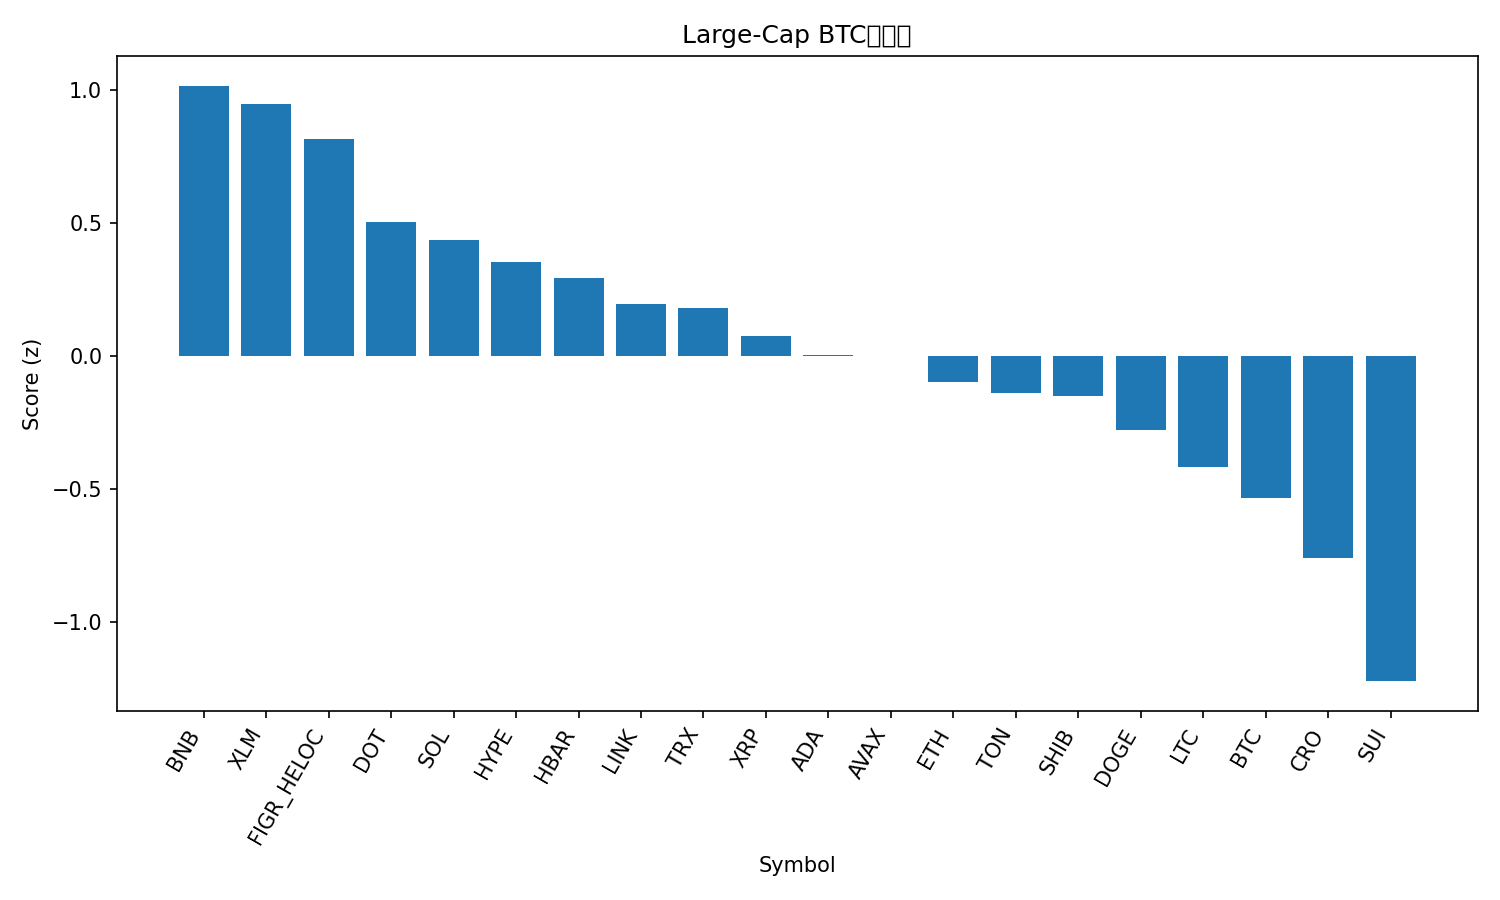 Large-Cap BTC
1.0
0.5
0.0
−0.5
−1.0
Score (z)
BNB
XLM
FIGR_HELOC
DOT
SOL
HYPE
HBAR
LINK
TRX
XRP
ADA
AVAX
ETH
TON
SHIB
DOGE
LTC
BTC
CRO
SUI
Symbol